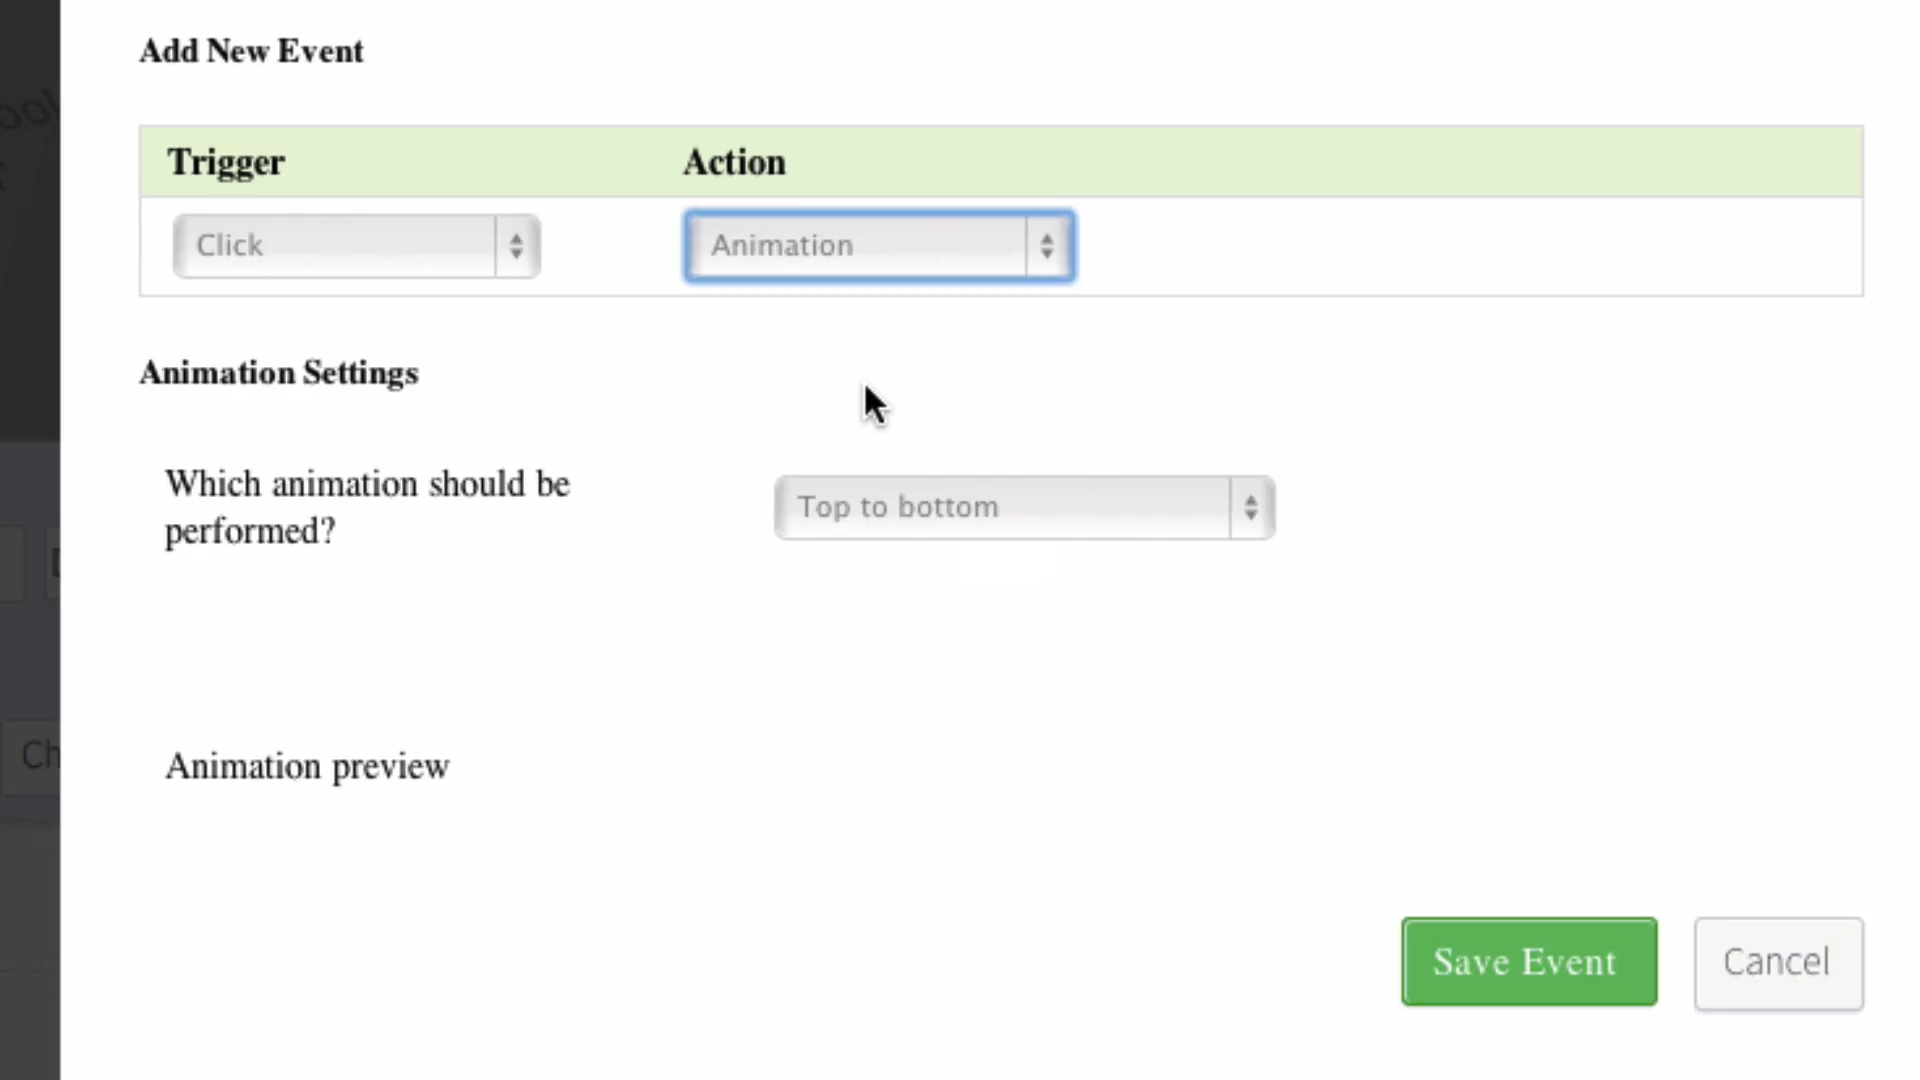 Add New Event
Trigger Action
Click Animation
Animation Settings
Which animation should be
performed?
Top to bottom
Ch
Animation preview
Save Event Cancel